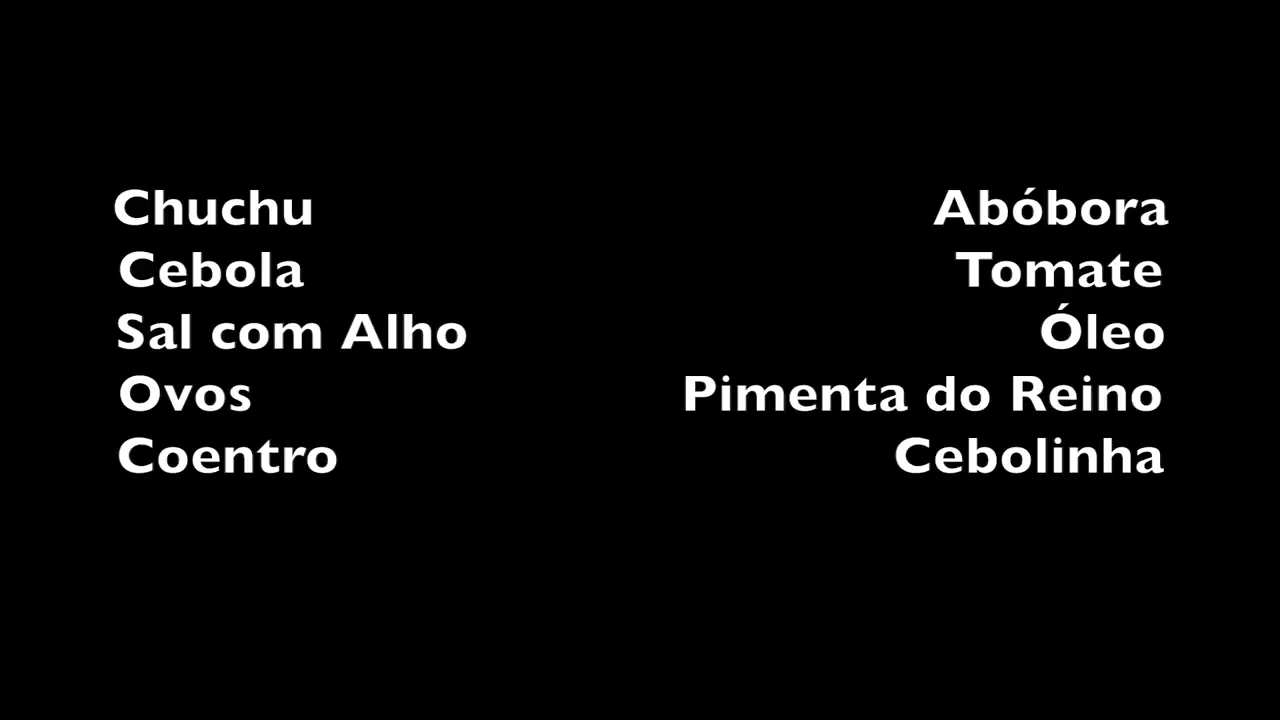 Chuchu Abóbora
Cebola Tomate
Sal com Alho Óleo
Ovos Pimenta do Reino
Coentro Cebolinha